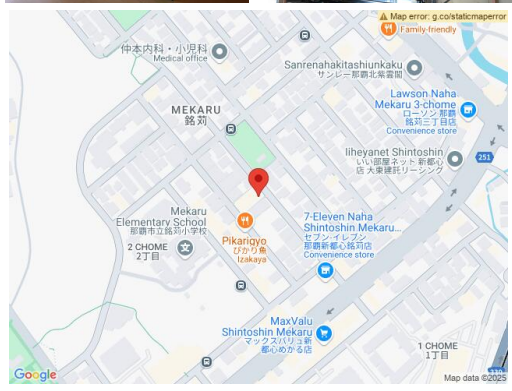 Map error: g.co/staticmaperror
Family-friendly
仲本内科・小児科
Medical office
Sanrenahakitashiunkaku
サンレー那覇北紫雲閣
Lawson Naha
Mekaru 3-chome
ローソン 那覇
銘苅三丁目店
Convenience store
MEKARU
銘苅
Iiheyanet Shintoshin
いい部屋ネット 新都心
店 大東建託リーシング
251
Mekaru
Elementary School
那覇市立銘苅小学校
2 CHOME
2丁目
Pikarigyo
ぴかり魚
Izakaya
7-Eleven Naha
Shintoshin Mekaru...
セブン-イレブン
那覇新都心銘苅店
Convenience store
MaxValu
Shintoshin Mekaru
マックスバリュ新
都心めかる店
1 CHOME
1丁目
330
Google
Map data ©2025